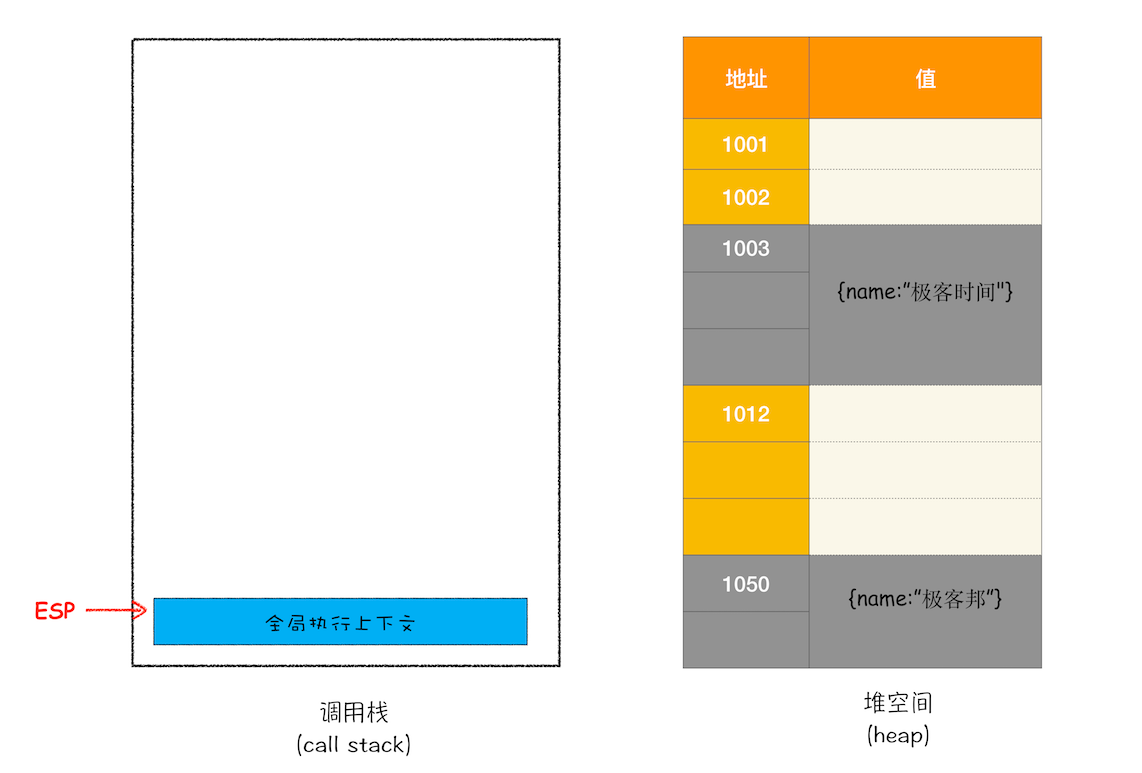 ESP
全局执行上下文
调用栈
(call stack)
地址 值
1001
1002
1003
{name:”极客时间"}
1012
1050
{name:”极客邦”}
堆空间
(heap)